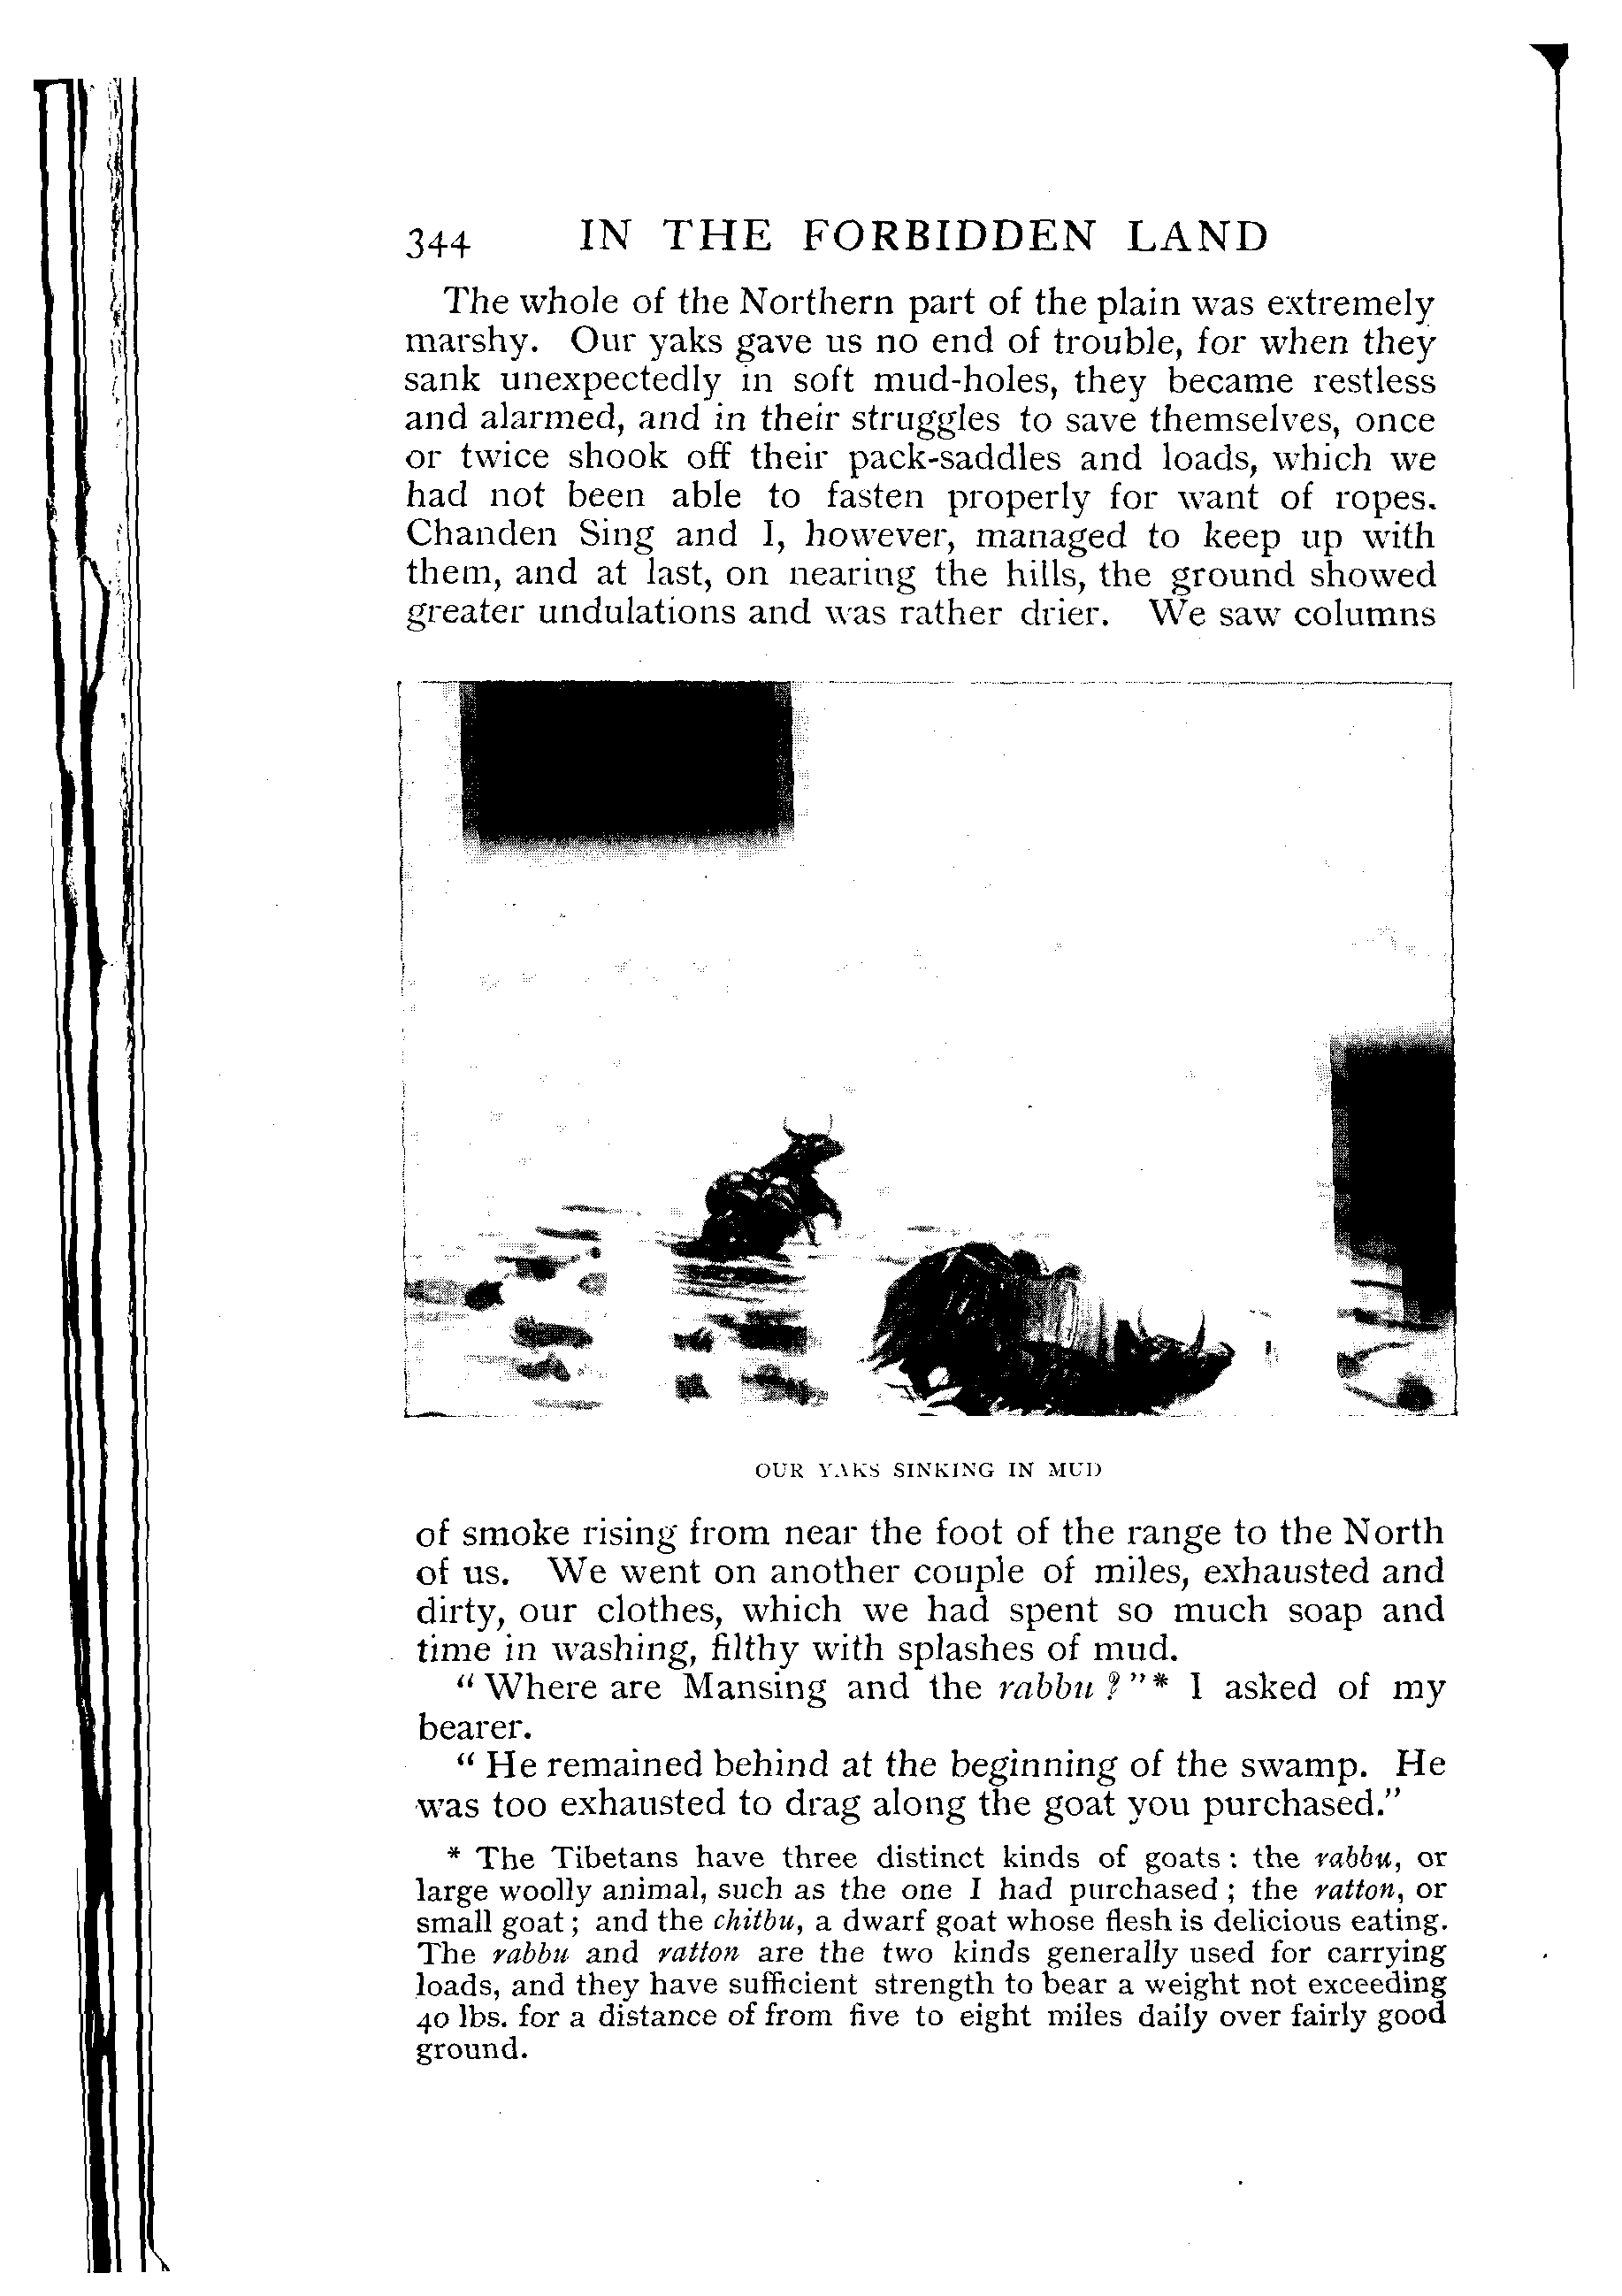 344 IN THE FORBIDDEN LAND
The whole of the Northern part of the plain was extremely
marshy. Our yaks gave us no end of trouble, for when they
sank unexpectedly in soft mud-holes, they became restless
and alarmed, and in their struggles to save themselves, once
or twice shook off their pack-saddles and loads, which we
had not been able to fasten properly for want of ropes.
Chanden Sing and I, however, managed to keep up with
them, and at last, on nearing the hills, the ground showed
greater undulations and was rather drier. We saw columns
OUR YAKS SINKING IN MUD
of smoke rising from near the foot of the range to the North
of us. We went on another couple of miles, exhausted and
dirty, our clothes, which we had spent so much soap and
time in washing, filthy with splashes of mud.
“Where are Mansing and the rabbu?”* I asked of my
bearer.
“He remained behind at the beginning of the swamp. He
was too exhausted to drag along the goat you purchased.”
* The Tibetans have three distinct kinds of goats: the rabbu, or
large woolly animal, such as the one I had purchased; the ratton, or
small goat; and the chitbu, a dwarf goat whose flesh is delicious eating.
The rabbu and ratton are the two kinds generally used for carrying
loads, and they have sufficient strength to bear a weight not exceeding
40 lbs. for a distance of from five to eight miles daily over fairly good
ground.